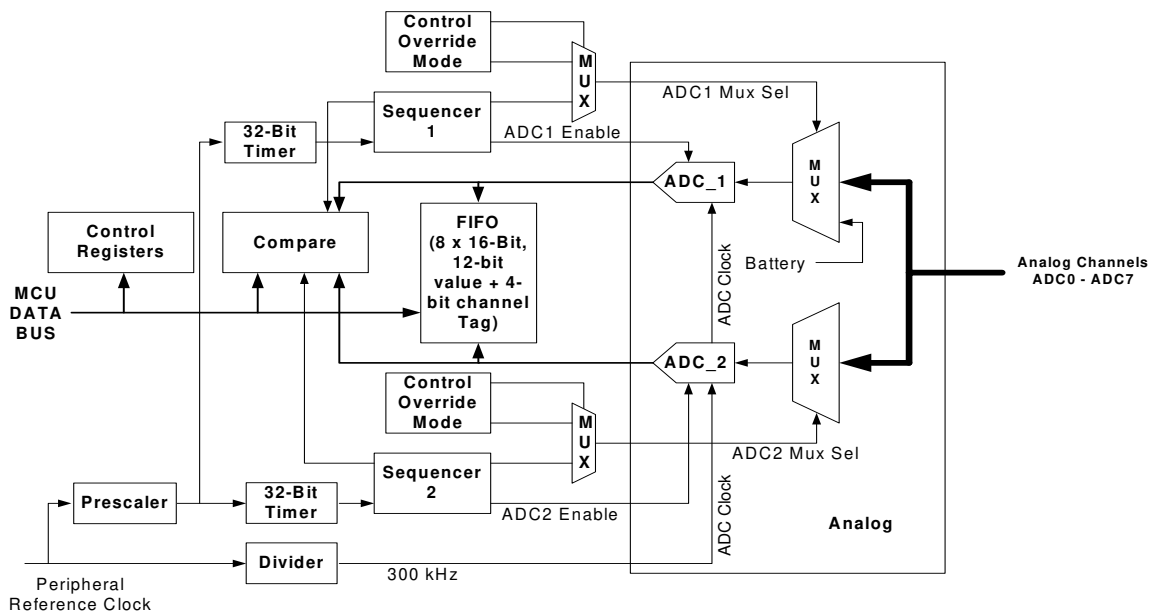 Control
Override
Mode
M
U
X
ADC1 Mux Sel
Sequencer
1
ADC1 Enable
32-Bit
Timer
ADC_1
M
U
X
Control
Registers
Compare
FIFO
(8 x 16-Bit,
12-bit
value + 4-
bit channel
Tag)
ADC Clock
Battery
Analog Channels
ADC0 - ADC7
MCU
DATA
BUS
ADC_2
M
U
X
Control
Override
Mode
M
U
X
ADC2 Mux Sel
Sequencer
2
ADC2 Enable
Prescaler
32-Bit
Timer
ADC Clock
Analog
Divider
300 kHz
Peripheral
Reference Clock